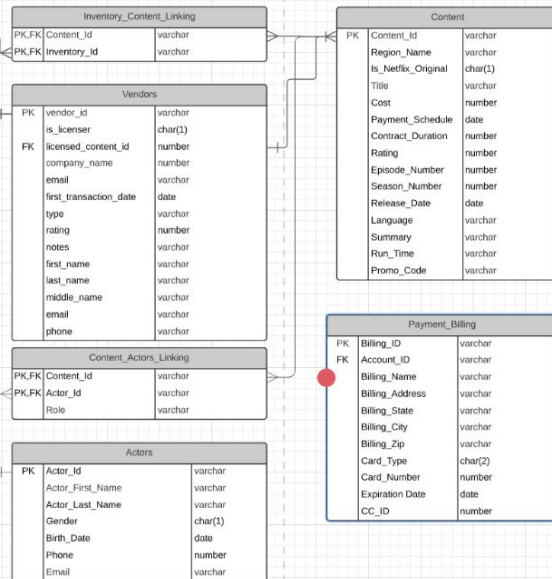 Inventory_Content_Linking
PK,FK Content_Id varchar
PK,FK Inventory_Id varchar
Vendors
PK vendor_id varchar
is_licenser char(1)
FK licensed_content_id number
company_name number
email varchar
first_transaction_date date
type varchar
rating number
notes varchar
first_name varchar
last_name varchar
middle_name varchar
email varchar
phone varchar
Content_Actors_Linking
PK,FK Content_Id varchar
PK,FK Actor_Id varchar
Role varchar
Actors
PK Actor_Id varchar
Actor_First_Name varchar
Actor_Last_Name varchar
Gender char(1)
Birth_Date date
Phone number
Email varchar
Content
PK Content_Id varchar
Region_Name varchar
Is_Netflix_Original char(1)
Title varchar
Cost number
Payment_Schedule date
Contract_Duration number
Rating number
Episode_Number number
Season_Number number
Release_Date date
Language varchar
Summary varchar
Run_Time varchar
Promo_Code varchar
Payment_Billing
PK Billing_ID varchar
FK Account_ID varchar
Billing_Name varchar
Billing_Address varchar
Billing_State varchar
Billing_City varchar
Billing_Zip varchar
Card_Type char(2)
Card_Number number
Expiration Date date
CC_ID number